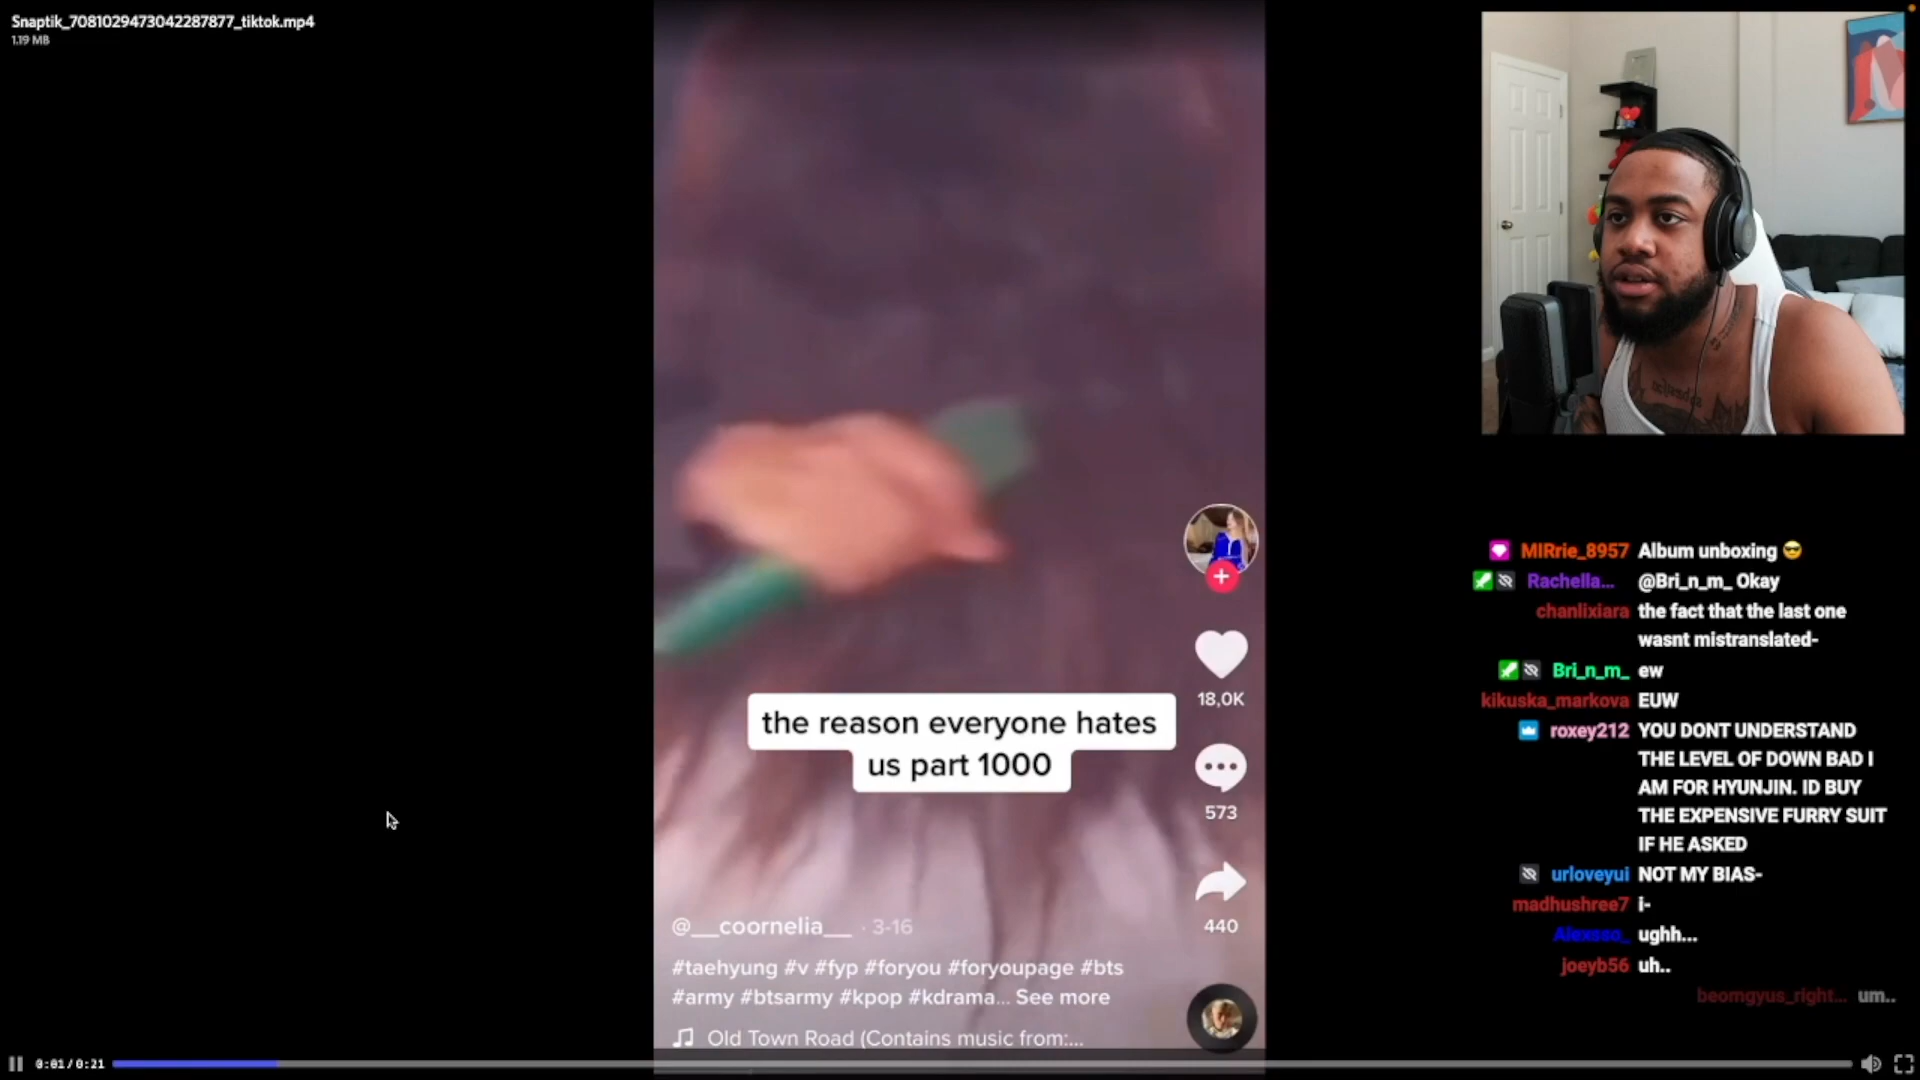 Snaptik_7081029473042287877_tiktok.mp4
1.19 MB
the reason everyone hates
us part 1000
18,0K
573
440
@__coornelia__ · 3-16
#taehyung #v #fyp #foryou #foryoupage #bts
#army #btsarmy #kpop #kdrama... See more
Old Town Road (Contains music from:...
0:01/0:21
MIRrie_8957 Album unboxing 😎
Rachella... @Bri_n_m_ Okay
chanlixiara the fact that the last one
wasnt mistranslated-
Bri_n_m_ ew
kikuska_markova EUW
roxey212 YOU DONT UNDERSTAND
THE LEVEL OF DOWN BAD I
AM FOR HYUNJIN. ID BUY
THE EXPENSIVE FURRY SUIT
IF HE ASKED
urloveyui NOT MY BIAS-
madhushree7 i-
Alexsso_ ughh...
joeyb56 uh..
beomgyus_right... um..